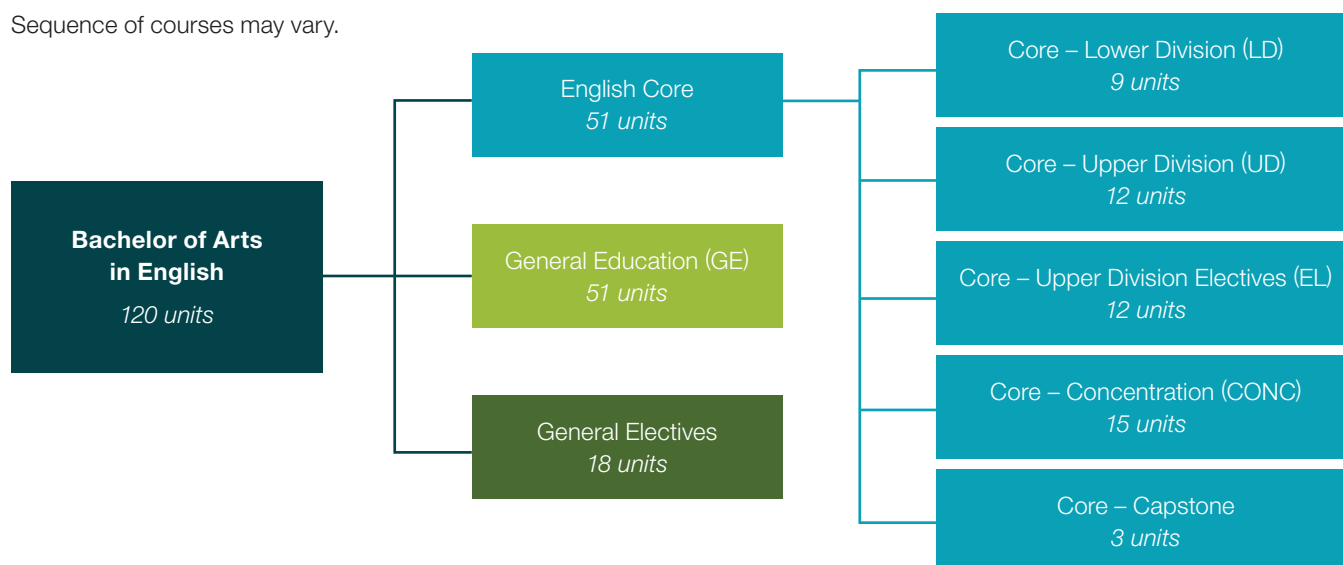 Sequence of courses may vary.
Bachelor of Arts
in English
120 units
English Core
51 units
General Education (GE)
51 units
General Electives
18 units
Core – Lower Division (LD)
9 units
Core – Upper Division (UD)
12 units
Core – Upper Division Electives (EL)
12 units
Core – Concentration (CONC)
15 units
Core – Capstone
3 units